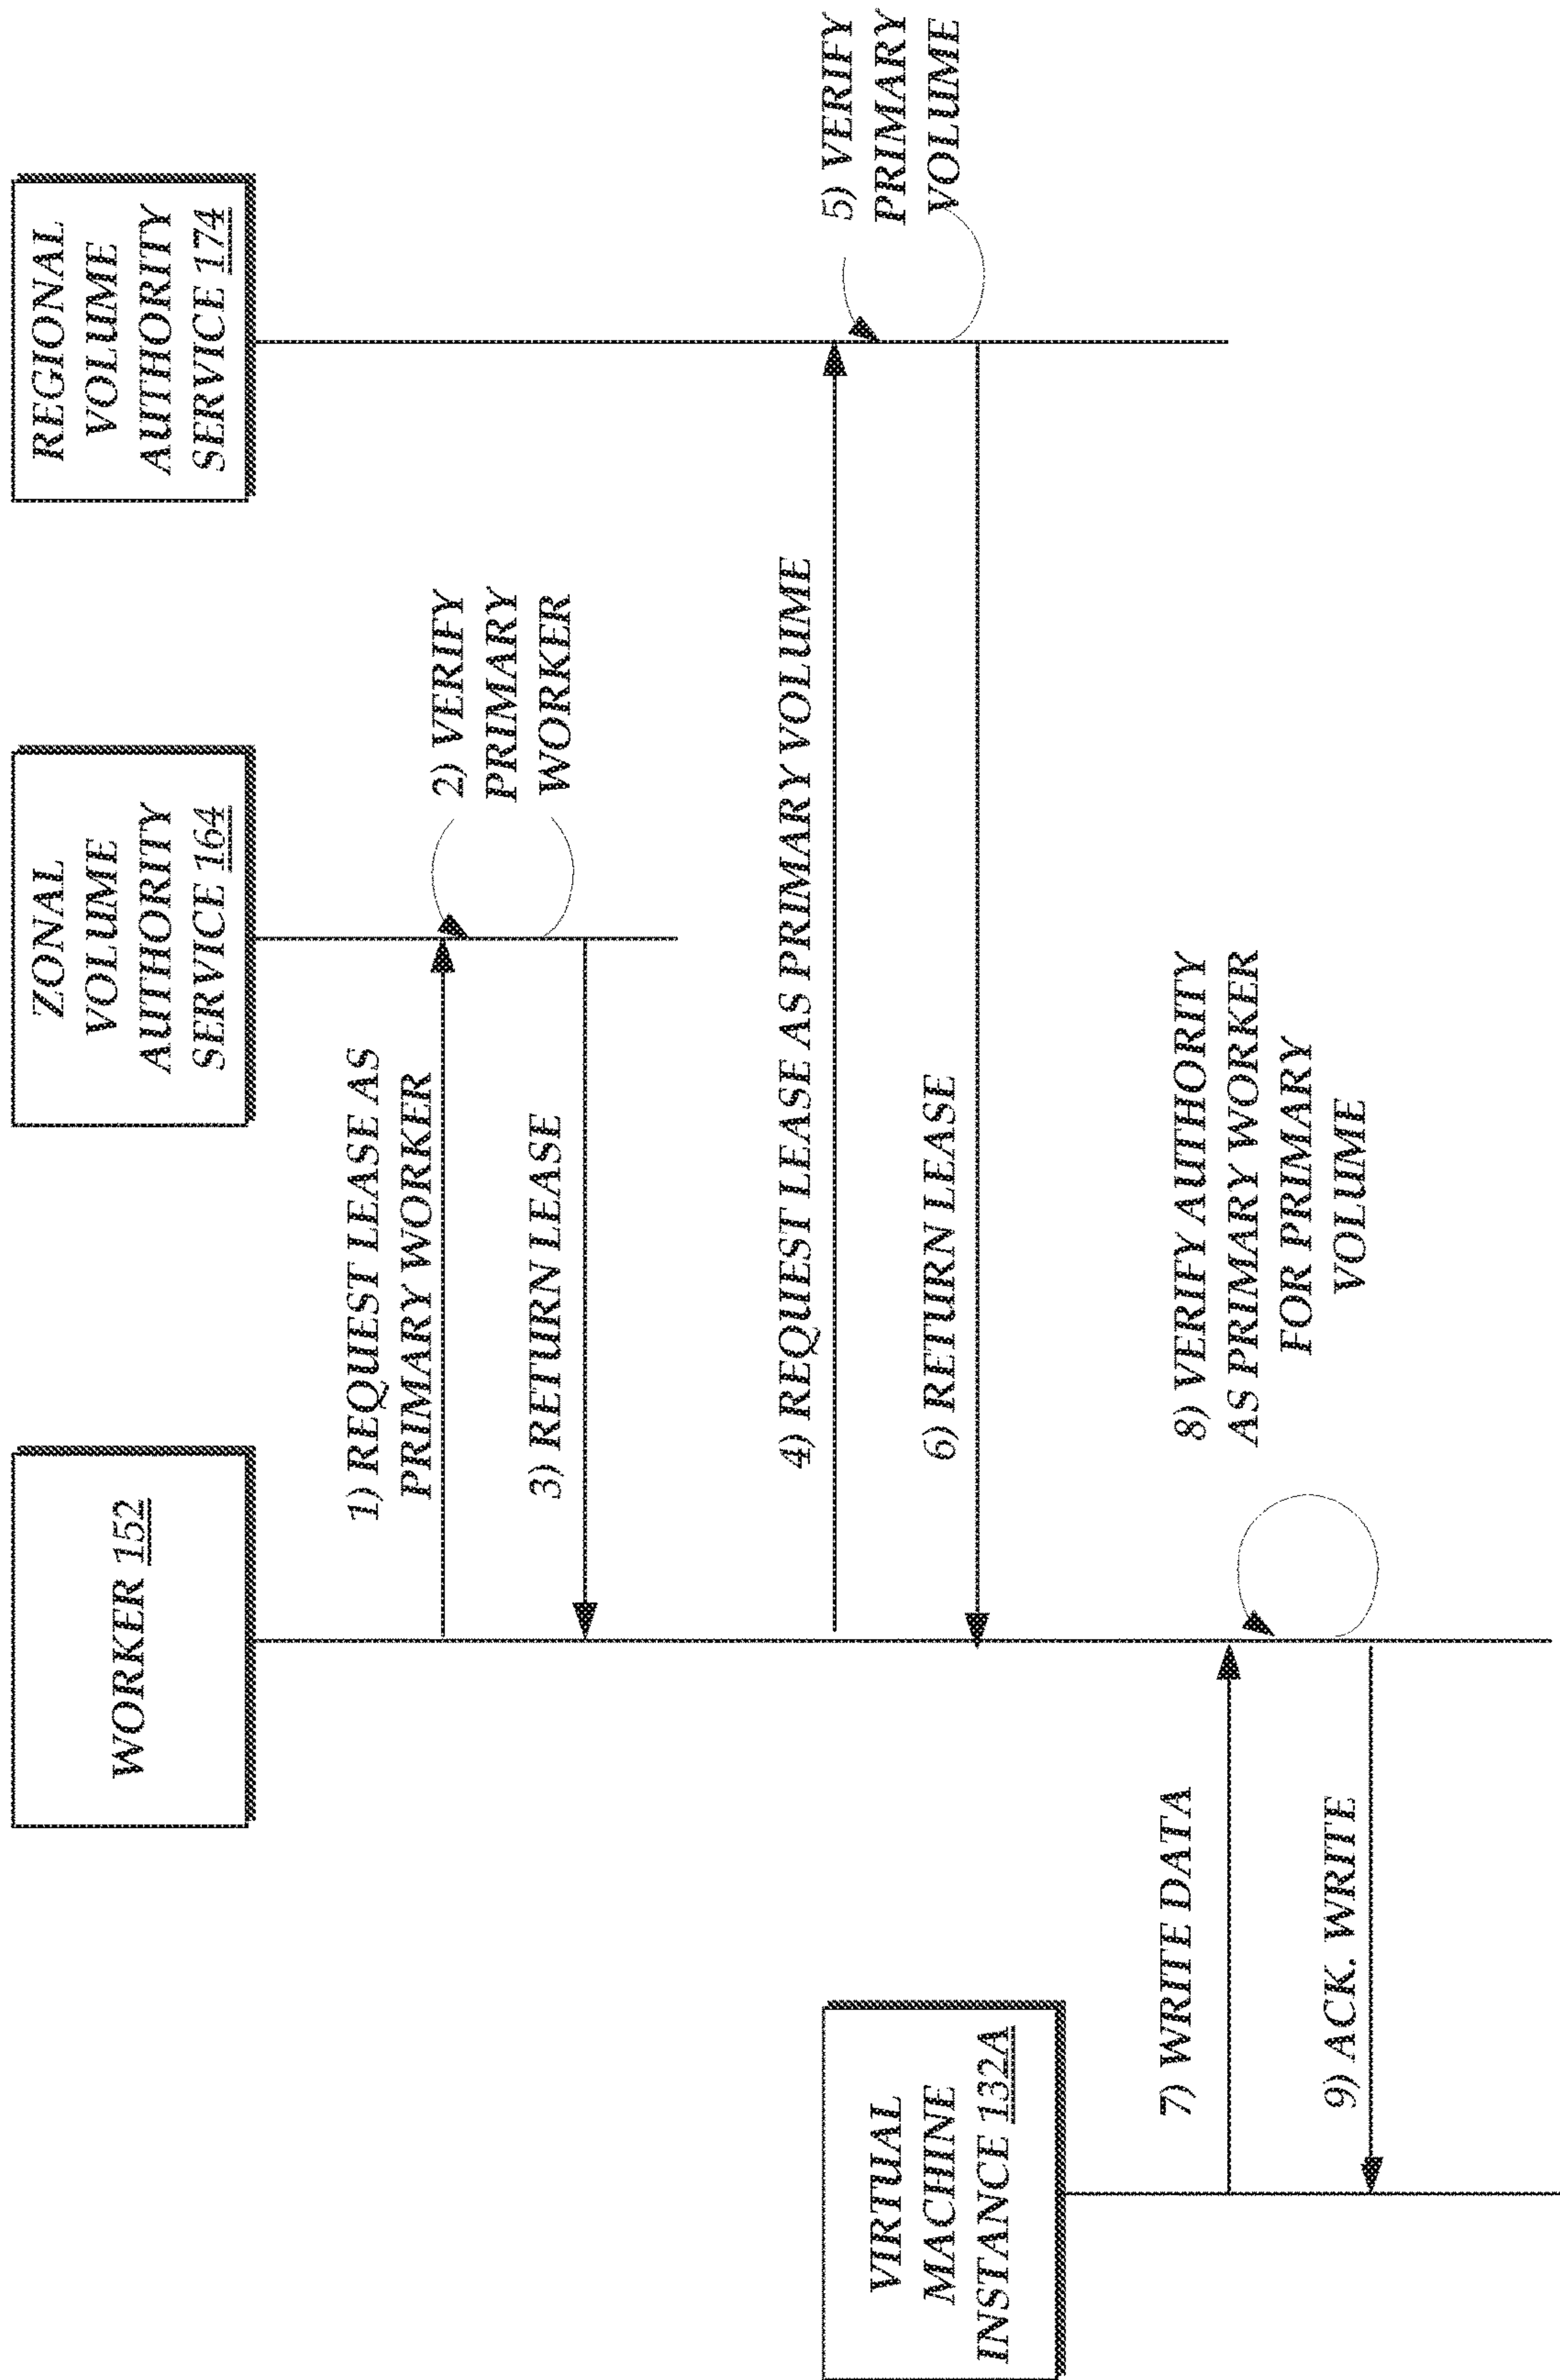 WORKER 152
ZONAL
VOLUME
AUTHORITY
SERVICE 164
REGIONAL
VOLUME
AUTHORITY
SERVICE 174
1) REQUEST LEASE AS
PRIMARY WORKER
2) VERIFY
PRIMARY
WORKER
3) RETURN LEASE
4) REQUEST LEASE AS PRIMARY VOLUME
5) VERIFY
PRIMARY
VOLUME
6) RETURN LEASE
VIRTUAL
MACHINE
INSTANCE 132A
7) WRITE DATA
8) VERIFY AUTHORITY
AS PRIMARY WORKER
FOR PRIMARY
VOLUME
9) ACK. WRITE